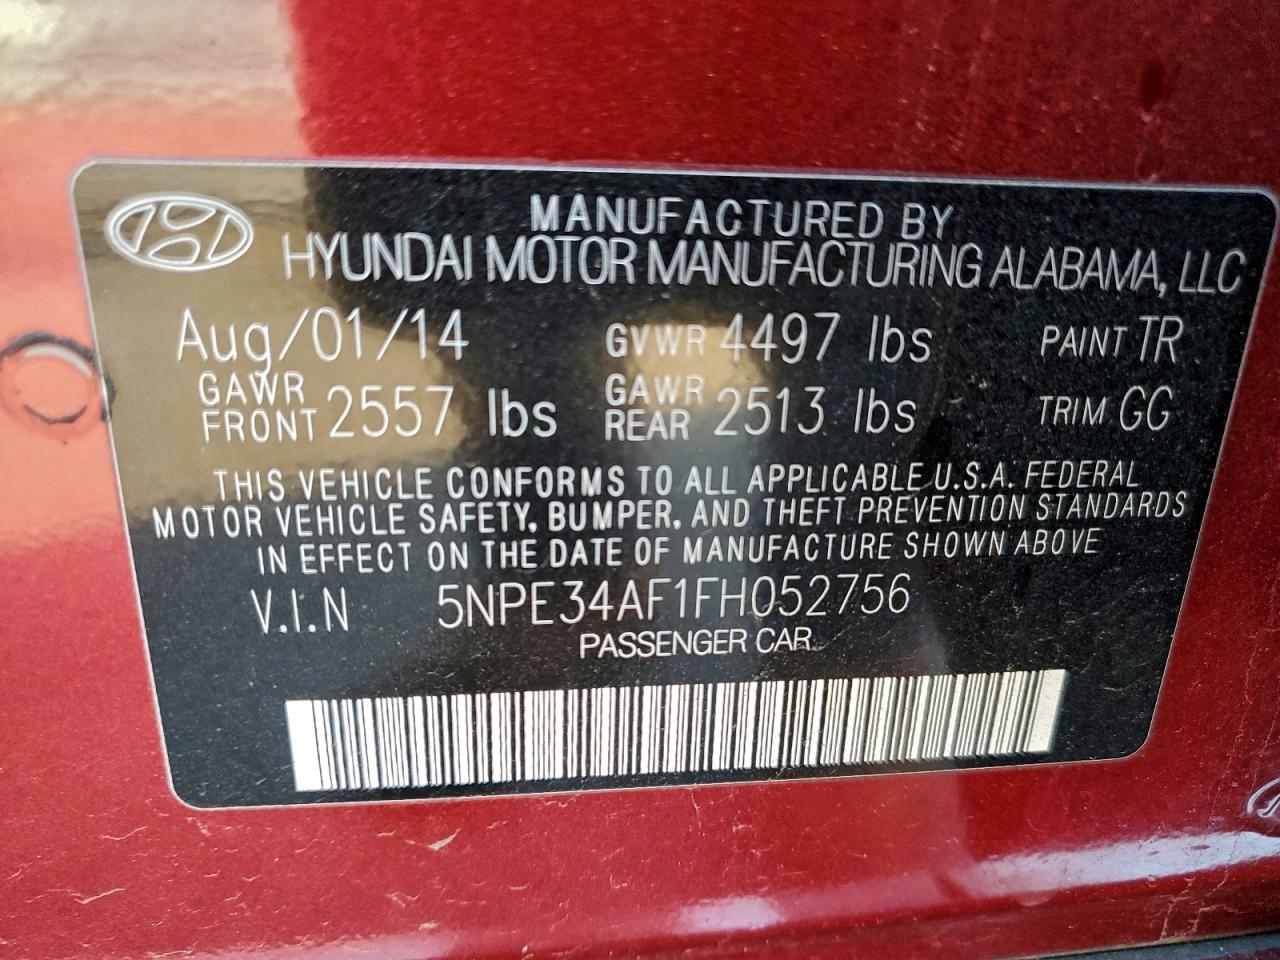 MANUFACTURED BY
HYUNDAI MOTOR MANUFACTURING ALABAMA, LLC
Aug/01/14 GVWR 4497 lbs PAINT TR
GAWR FRONT 2557 lbs GAWR REAR 2513 lbs TRIM GG
THIS VEHICLE CONFORMS TO ALL APPLICABLE U.S.A. FEDERAL
MOTOR VEHICLE SAFETY, BUMPER, AND THEFT PREVENTION STANDARDS
IN EFFECT ON THE DATE OF MANUFACTURE SHOWN ABOVE
V.I.N 5NPE34AF1FH052756
PASSENGER CAR